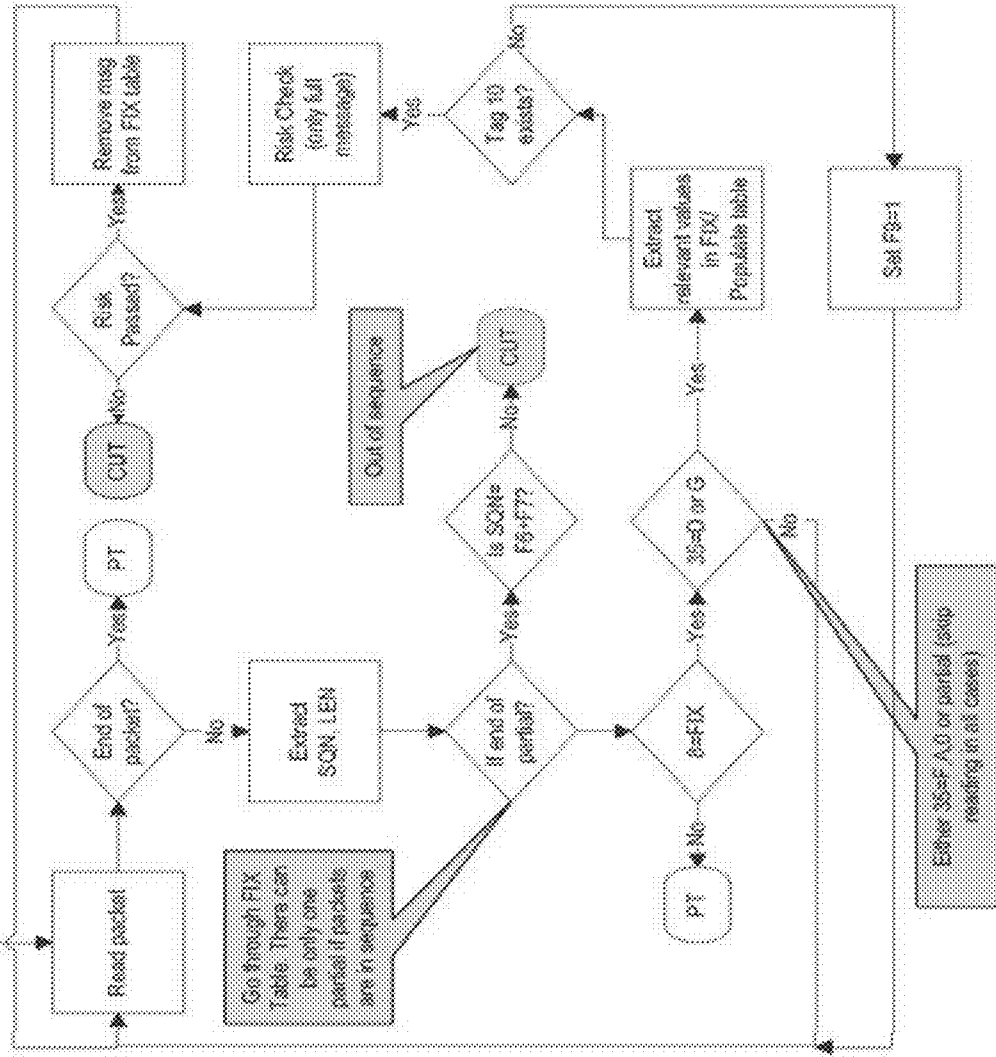 Read packet
End of
packet?
Yes
PT
No
Extract
SQN, LEN
If end of
partial?
Go through FIX
Table. There can
be only one
partial if packets
are in sequence
Yes
Is SQN=
F6+F7?
No
CUT
Out of sequence
8=FIX
No
PT
Yes
35=D or G
No
Either 35=F A,0 or partial (stop
reading in all cases)
Yes
Extract
relevant values
in FIX/
Populate table
Tag 10
exists?
Yes
No
Risk Check
(only full
message)
Risk
Passed?
No
CUT
Yes
Remove msg
from FIX table
Set F9=1